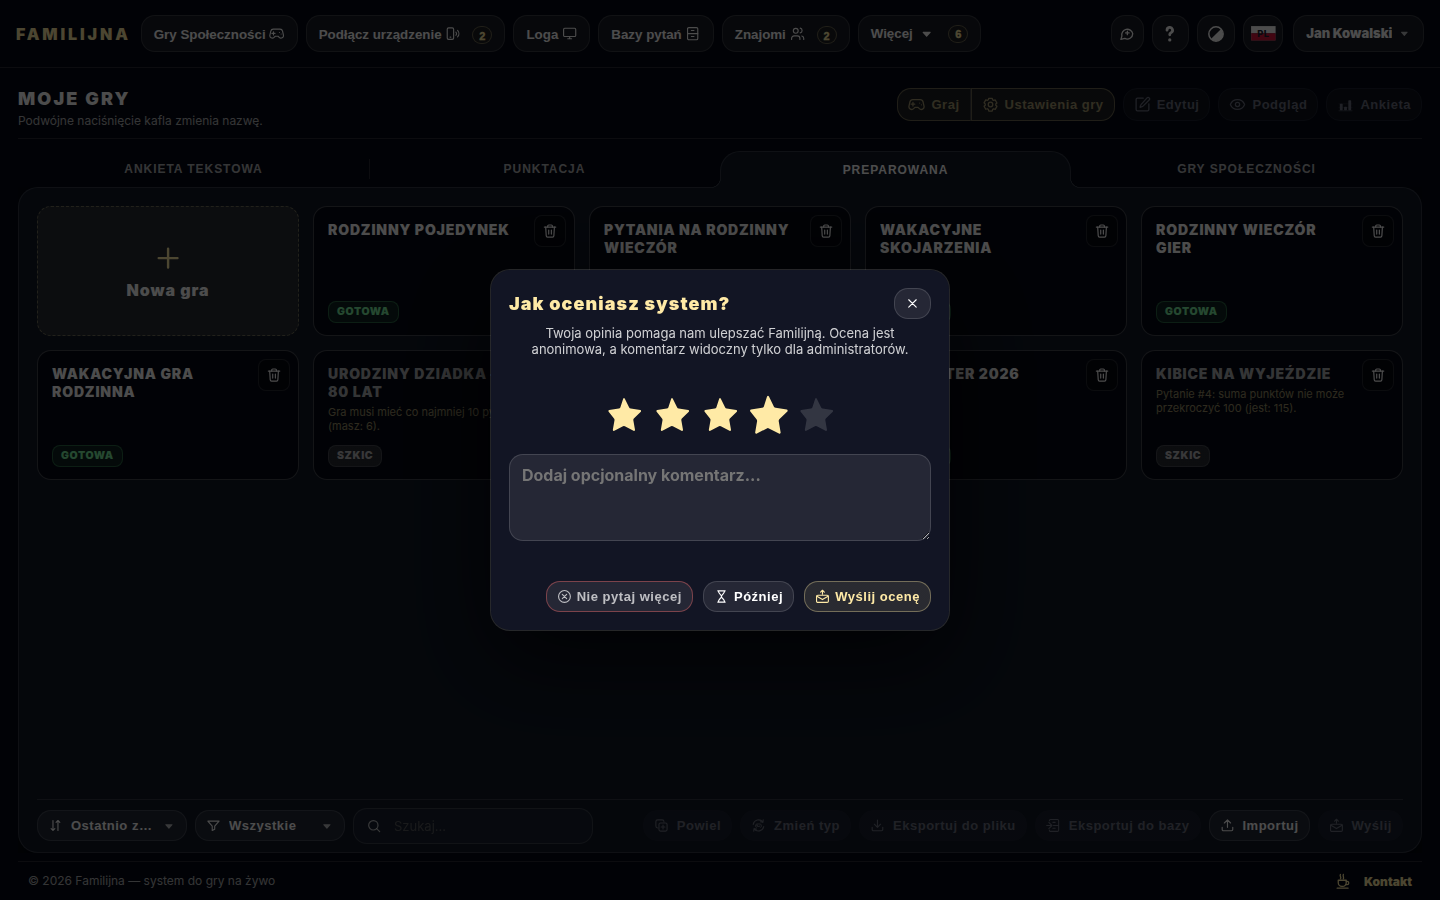 FAMILIJNA
Gry Społeczności
Podłącz urządzenie 2
Loga
Bazy pytań
Znajomi 2
Więcej 6
?
PL
Jan Kowalski
MOJE GRY
Podwójne naciśnięcie kafla zmienia nazwę.
Graj
Ustawienia gry
Edytuj
Podgląd
Ankieta
ANKIETA TEKSTOWA
PUNKTACJA
PREPAROWANA
GRY SPOŁECZNOŚCI
Nowa gra
RODZINNY POJEDYNEK
GOTOWA
PYTANIA NA RODZINNY
WIECZÓR
WAKACYJNE
SKOJARZENIA
RODZINNY WIECZÓR
GIER
GOTOWA
WAKACYJNA GRA
RODZINNA
GOTOWA
URODZINY DZIADKA
80 LAT
Gra musi mieć co najmniej 10
(masz: 6).
SZKIC
TER 2026
KIBICE NA WYJEŹDZIE
Pytanie #4: suma punktów nie może
przekroczyć 100 (jest: 115).
SZKIC
Jak oceniasz system?
Twoja opinia pomaga nam ulepszać Familijną. Ocena jest
anonimowa, a komentarz widoczny tylko dla administratorów.
Dodaj opcjonalny komentarz...
Nie pytaj więcej
Później
Wyślij ocenę
Ostatnio z...
Wszystkie
Szukaj...
Powiel
Zmień typ
Eksportuj do pliku
Eksportuj do bazy
Importuj
Wyślij
© 2026 Familijna — system do gry na żywo
Kontakt